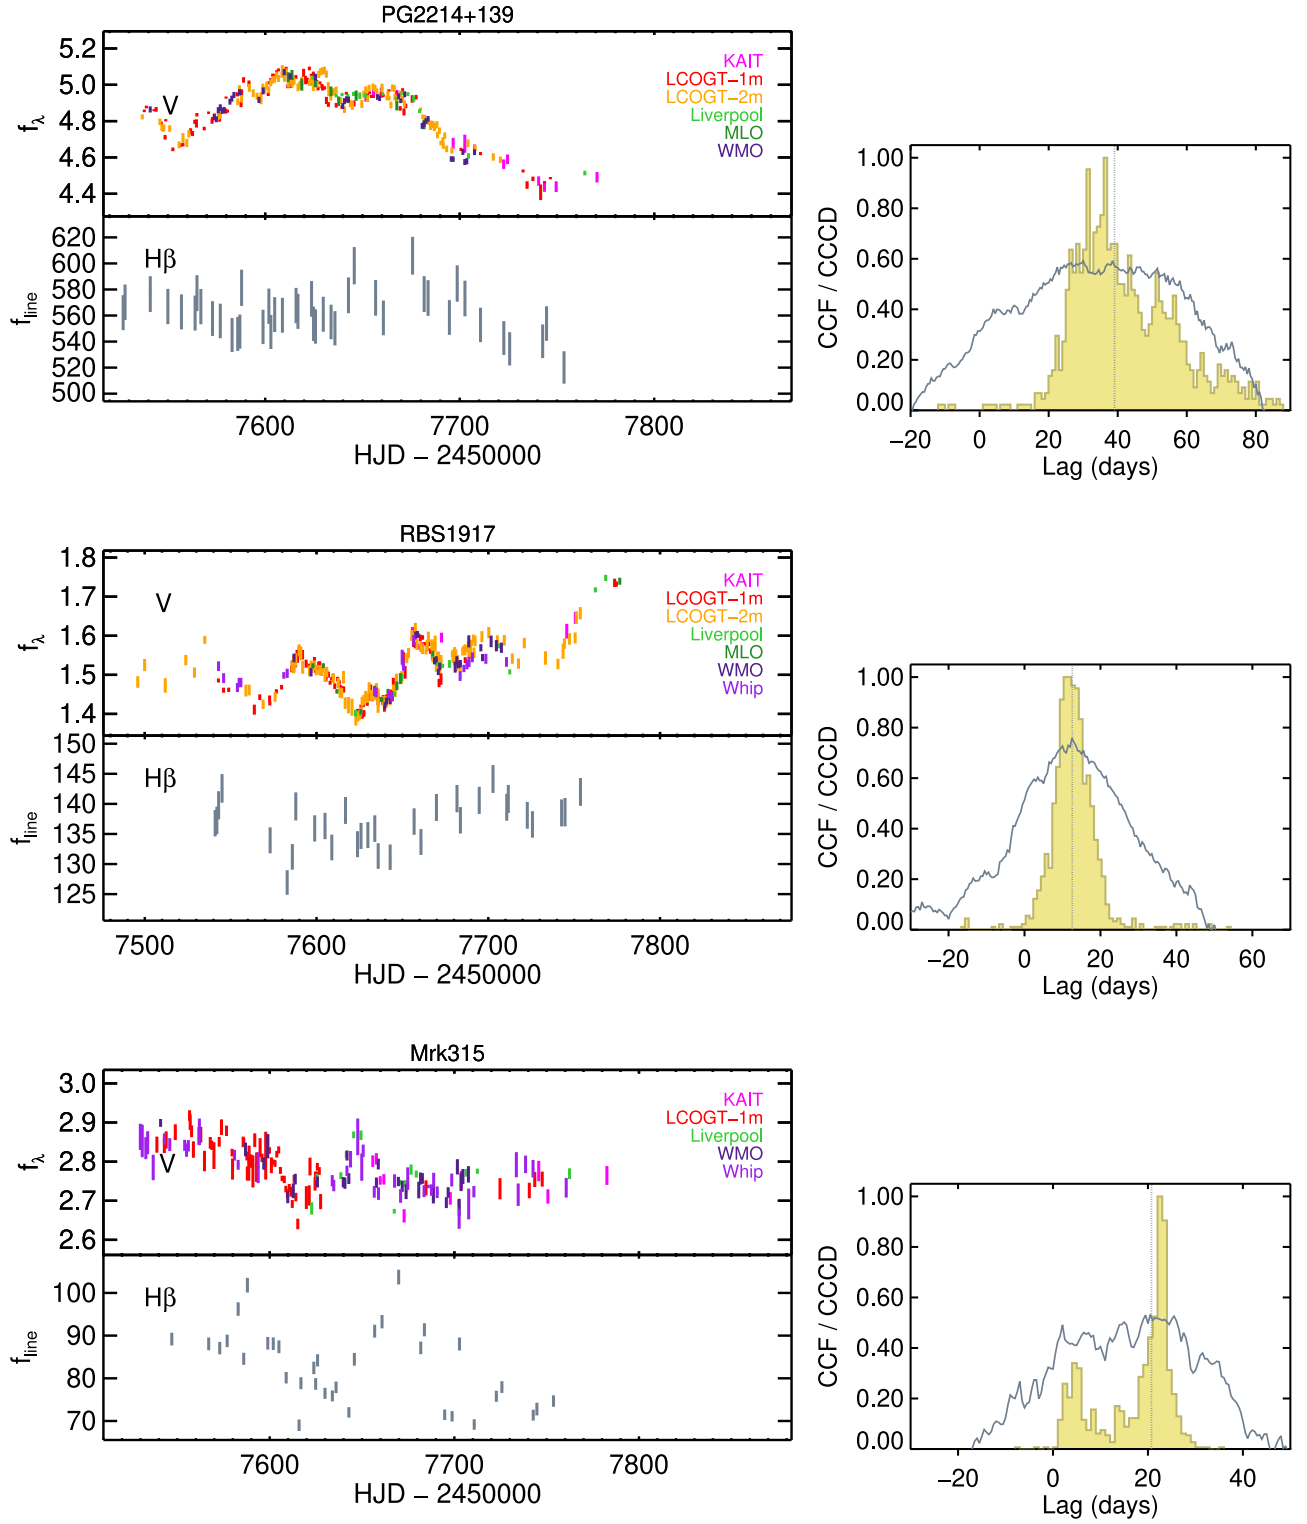 PG2214+139
5.2
5.0
4.8
4.6
4.4
fλ
V
KAIT
LCOGT−1m
LCOGT−2m
Liverpool
MLO
WMO
620
600
580
560
540
520
500
fline
Hβ
7600 7700 7800
HJD − 2450000
1.00
0.80
0.60
0.40
0.20
0.00
CCF / CCCD
−20 0 20 40 60 80
Lag (days)
RBS1917
1.8
1.7
1.6
1.5
1.4
fλ
V
KAIT
LCOGT−1m
LCOGT−2m
Liverpool
MLO
WMO
Whip
150
145
140
135
130
125
fline
Hβ
7500 7600 7700 7800
HJD − 2450000
1.00
0.80
0.60
0.40
0.20
0.00
CCF / CCCD
−20 0 20 40 60
Lag (days)
Mrk315
3.0
2.9
2.8
2.7
2.6
fλ
V
KAIT
LCOGT−1m
Liverpool
WMO
Whip
100
90
80
70
fline
Hβ
7600 7700 7800
HJD − 2450000
1.00
0.80
0.60
0.40
0.20
0.00
CCF / CCCD
−20 0 20 40
Lag (days)